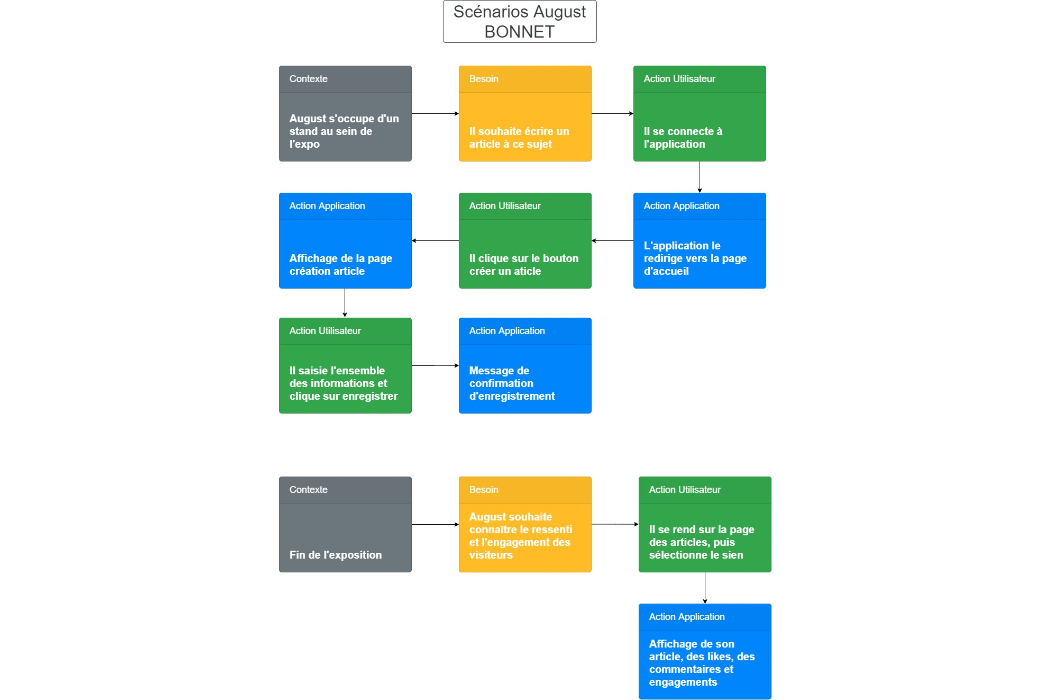 Scénarios August
BONNET
Contexte
August s'occupe d'un
stand au sein de
l'expo
Besoin
Il souhaite écrire un
article à ce sujet
Action Utilisateur
Il se connecte à
l'application
Action Application
L'application le
redirige vers la page
d'accueil
Action Utilisateur
Il clique sur le bouton
créer un aticle
Action Application
Affichage de la page
création article
Action Utilisateur
Il saisie l'ensemble
des informations et
clique sur enregistrer
Action Application
Message de
confirmation
d'enregistrement
Contexte
Fin de l'exposition
Besoin
August souhaite
connaître le ressenti
et l'engagement des
visiteurs
Action Utilisateur
Il se rend sur la page
des articles, puis
sélectionne le sien
Action Application
Affichage de son
article, des likes, des
commentaires et
engagements